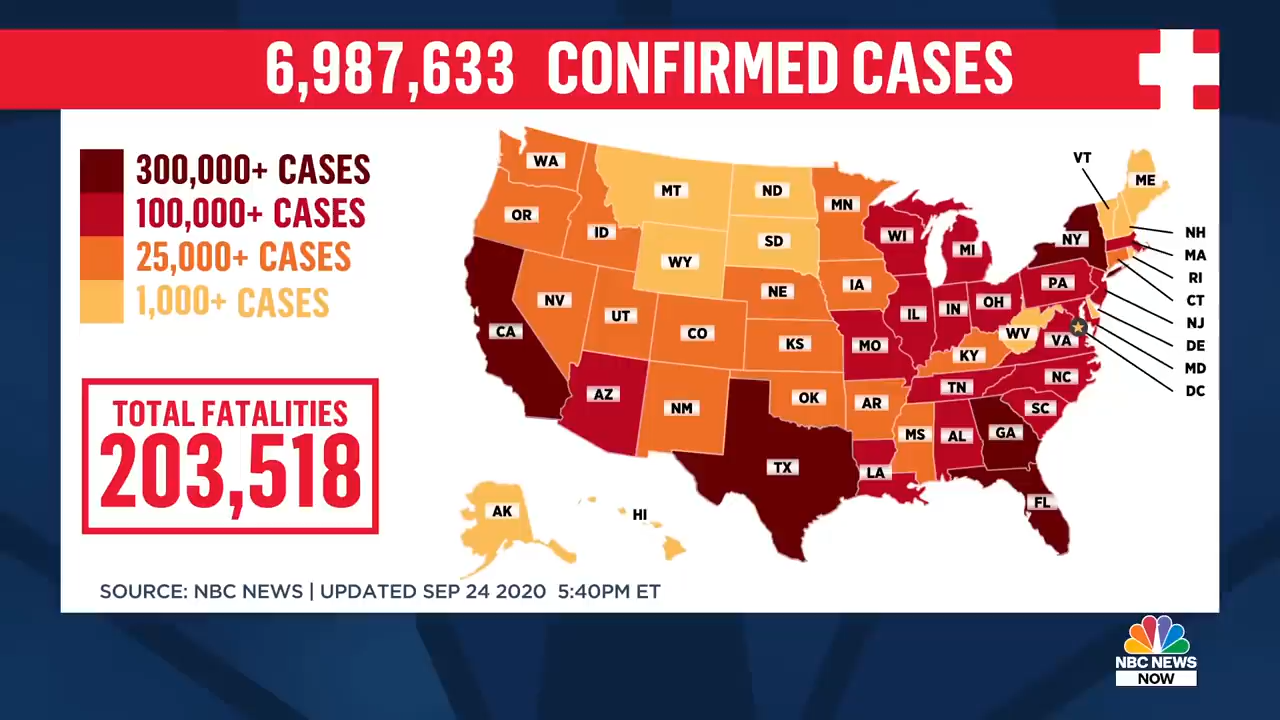 6,987,633 CONFIRMED CASES
300,000+ CASES
100,000+ CASES
25,000+ CASES
1,000+ CASES
TOTAL FATALITIES
203,518
WA
MT
ND
MN
VT
ME
OR
ID
SD
WI
MI
NY
NH
MA
WY
RI
NV
NE
IA
PA
CT
UT
CO
KS
IL
IN
OH
NJ
CA
MO
WV
VA
DE
KY
MD
AZ
NM
OK
AR
TN
NC
DC
SC
MS
AL
GA
TX
LA
FL
AK
HI
SOURCE: NBC NEWS | UPDATED SEP 24 2020 5:40PM ET
NBC NEWS
NOW